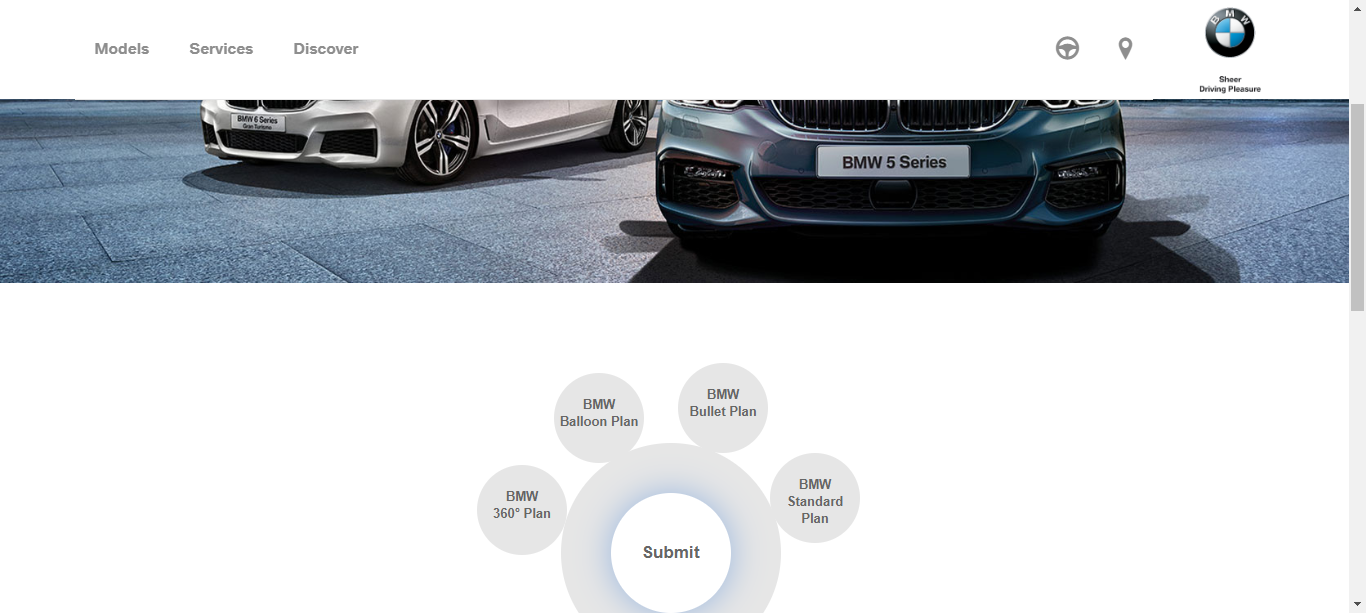 Models
Services
Discover
BMW
Sheer
Driving Pleasure
BMW 6 Series
Gran Turismo
BMW 5 Series
BMW
Balloon Plan
BMW
Bullet Plan
BMW
360° Plan
BMW
Standard
Plan
Submit